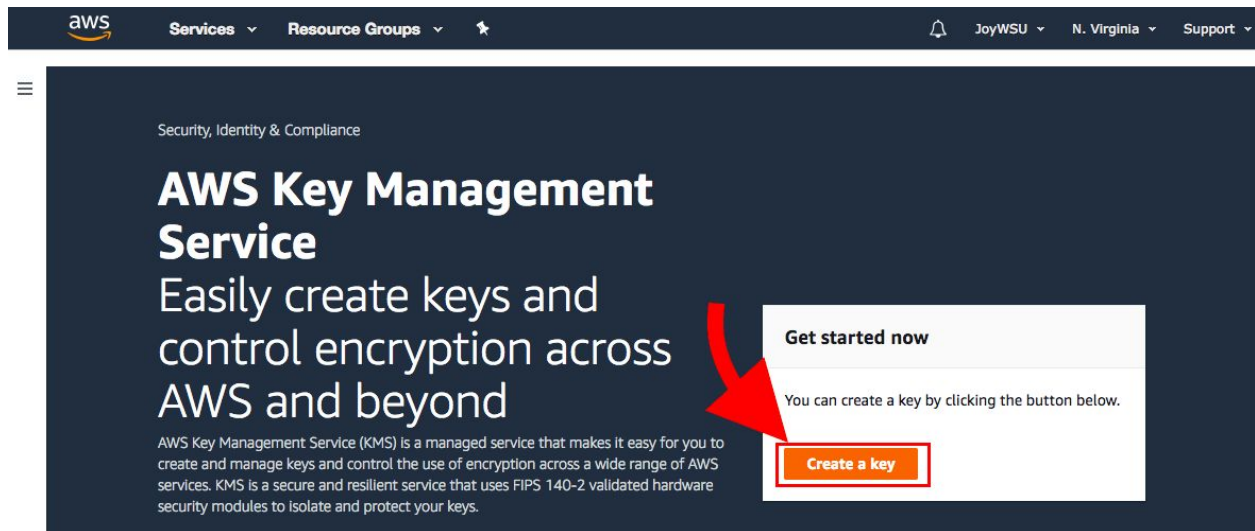 aws Services Resource Groups JoyWSU N. Virginia Support
Security, Identity & Compliance
AWS Key Management
Service
Easily create keys and
control encryption across
AWS and beyond
AWS Key Management Service (KMS) is a managed service that makes it easy for you to
create and manage keys and control the use of encryption across a wide range of AWS
services. KMS is a secure and resilient service that uses FIPS 140-2 validated hardware
security modules to isolate and protect your keys.
Get started now
You can create a key by clicking the button below.
Create a key